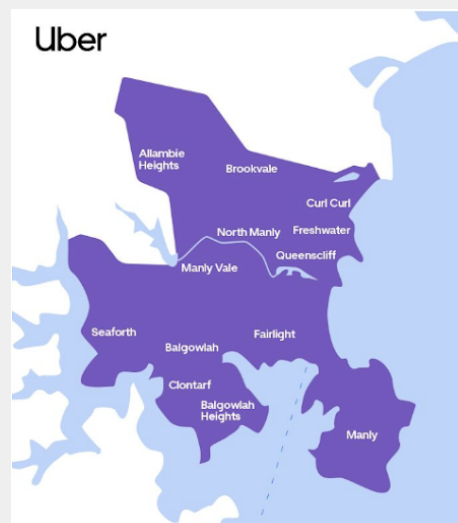 Uber
Allambie
Heights
Brookvale
Curl Curl
Freshwater
North Manly
Queenscliff
Manly Vale
Seaforth
Fairlight
Balgowlah
Clontarf
Balgowlah
Heights
Manly